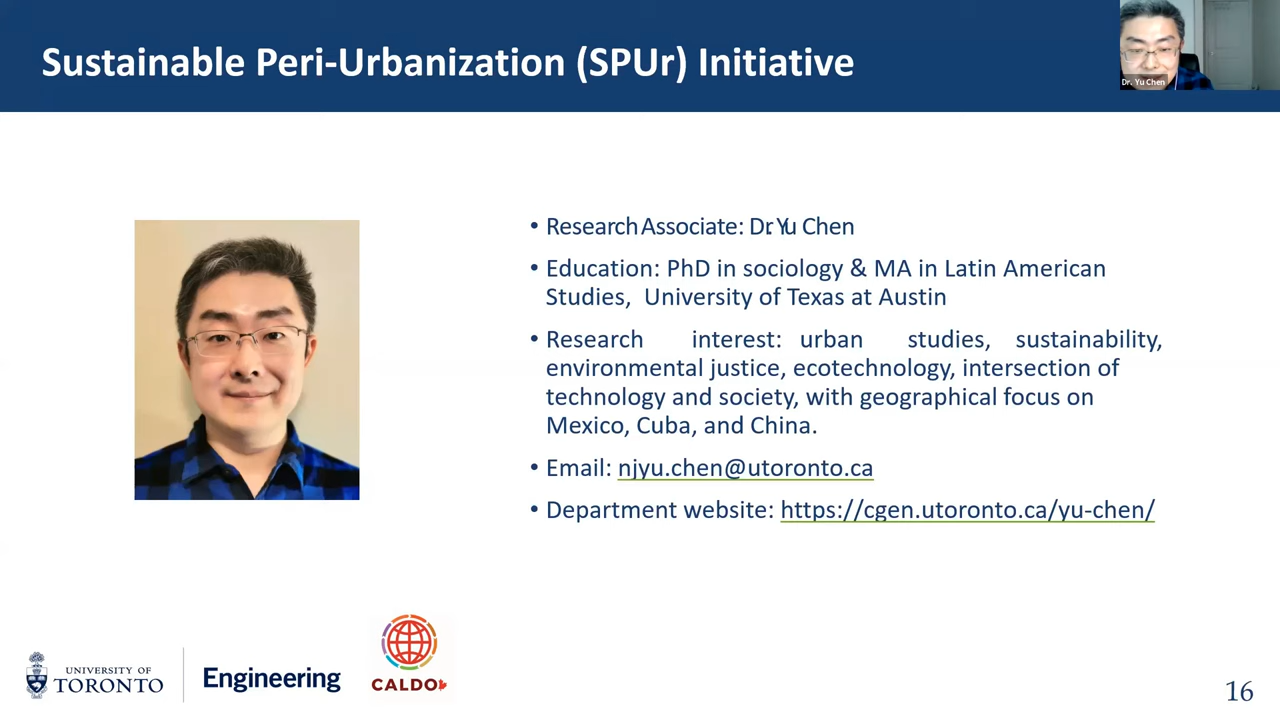 Sustainable Peri-Urbanization (SPUr) Initiative
Dr. Yu Chen
• Research Associate: Dr. Yu Chen
• Education: PhD in sociology & MA in Latin American
Studies, University of Texas at Austin
• Research interest: urban studies, sustainability,
environmental justice, ecotechnology, intersection of
technology and society, with geographical focus on
Mexico, Cuba, and China.
• Email: njyu.chen@utoronto.ca
• Department website: https://cgen.utoronto.ca/yu-chen/
UNIVERSITY OF
TORONTO
Engineering
CALDO
16